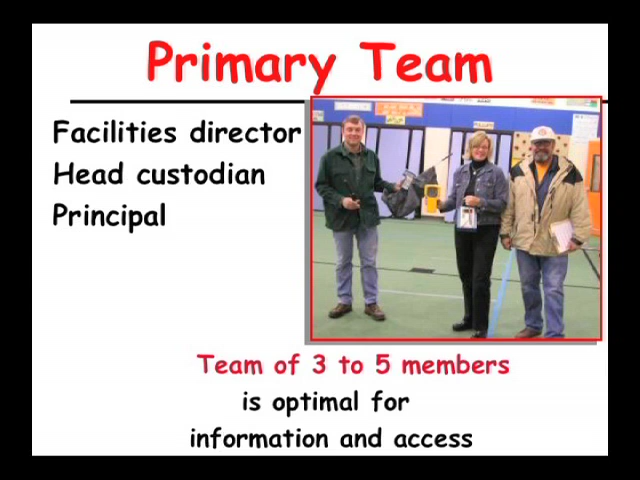 Primary Team
Facilities director
Head custodian
Principal
Team of 3 to 5 members
is optimal for
information and access